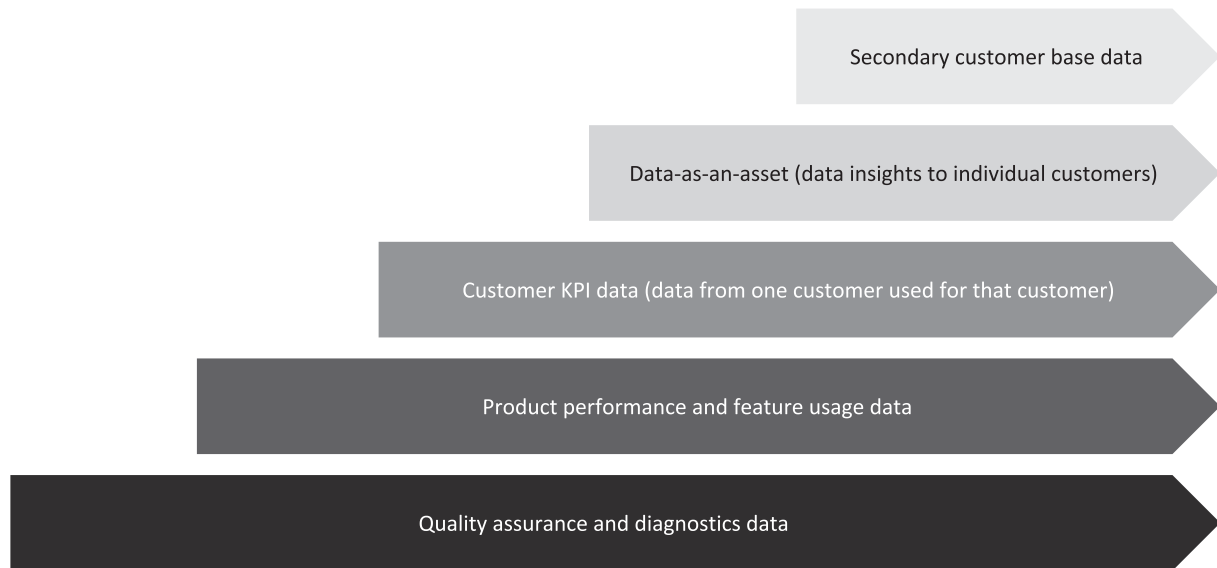 Secondary customer base data
Data-as-an-asset (data insights to individual customers)
Customer KPI data (data from one customer used for that customer)
Product performance and feature usage data
Quality assurance and diagnostics data